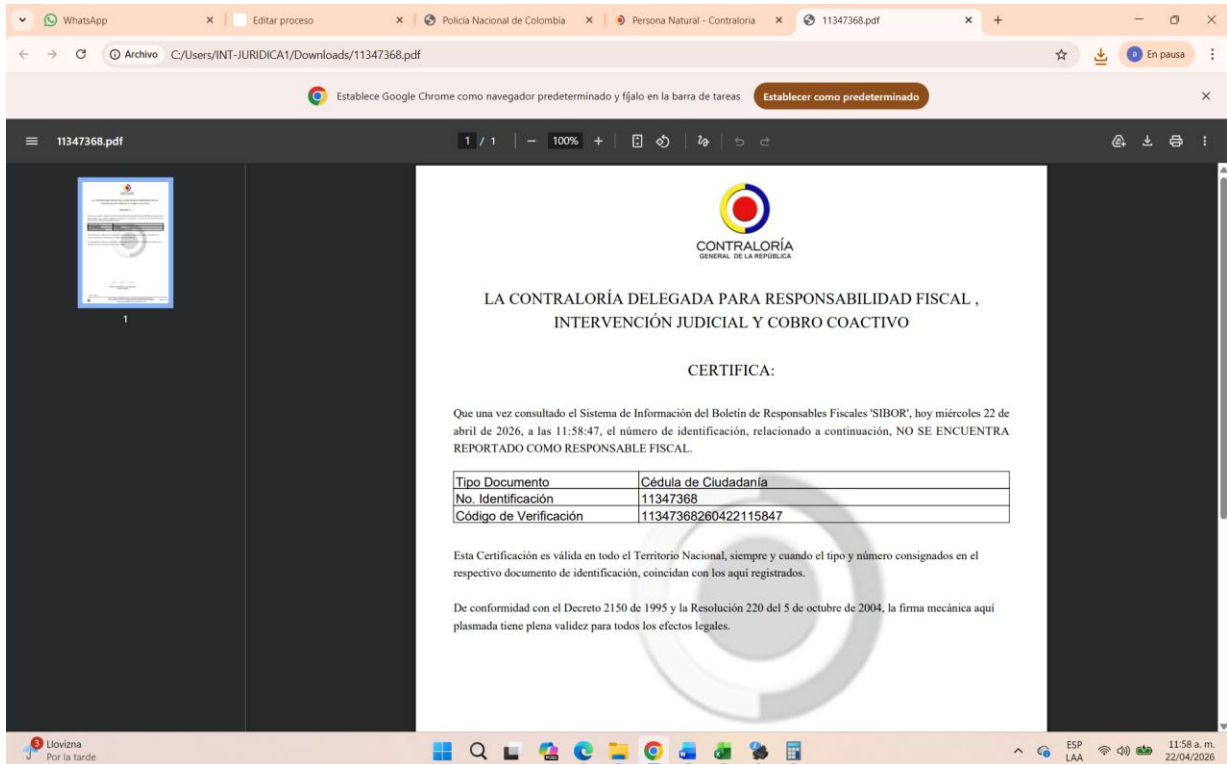 WhatsApp
Editar proceso
Policía Nacional de Colombia
Persona Natural - Contraloria
11347368.pdf
Archivo
C:/Users/INT-JURIDICA1/Downloads/11347368.pdf
a
En pausa
Establece Google Chrome como navegador predeterminado y fíjalo en la barra de tareas
Establecer como predeterminado
11347368.pdf
1 / 1
100%
1
CONTRALORÍA
GENERAL DE LA REPÚBLICA
LA CONTRALORÍA DELEGADA PARA RESPONSABILIDAD FISCAL ,
INTERVENCIÓN JUDICIAL Y COBRO COACTIVO
CERTIFICA:
Que una vez consultado el Sistema de Información del Boletín de Responsables Fiscales 'SIBOR', hoy miércoles 22 de
abril de 2026, a las 11:58:47, el número de identificación, relacionado a continuación, NO SE ENCUENTRA
REPORTADO COMO RESPONSABLE FISCAL.
Tipo Documento Cédula de Ciudadanía
No. Identificación 11347368
Código de Verificación 11347368260422115847
Esta Certificación es válida en todo el Territorio Nacional, siempre y cuando el tipo y número consignados en el
respectivo documento de identificación, coincidan con los aquí registrados.
De conformidad con el Decreto 2150 de 1995 y la Resolución 220 del 5 de octubre de 2004, la firma mecánica aquí
plasmada tiene plena validez para todos los efectos legales.
3
Llovizna
Por la tarde
ESP
LAA
11:58 a. m.
22/04/2026